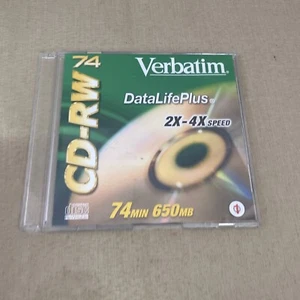 74
Verbatim
DataLifePlus
2X-4X SPEED
CD-RW
74MIN 650MB